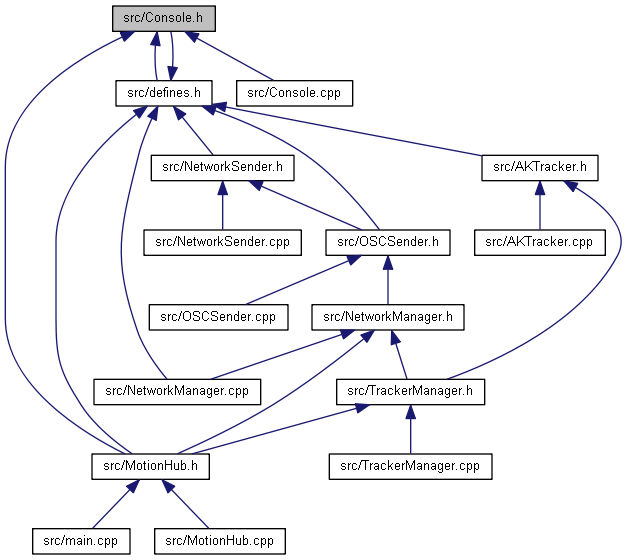 src/Console.h
src/defines.h
src/Console.cpp
src/NetworkSender.h
src/AKTracker.h
src/NetworkSender.cpp
src/OSCSender.h
src/AKTracker.cpp
src/OSCSender.cpp
src/NetworkManager.h
src/NetworkManager.cpp
src/TrackerManager.h
src/MotionHub.h
src/TrackerManager.cpp
src/main.cpp
src/MotionHub.cpp